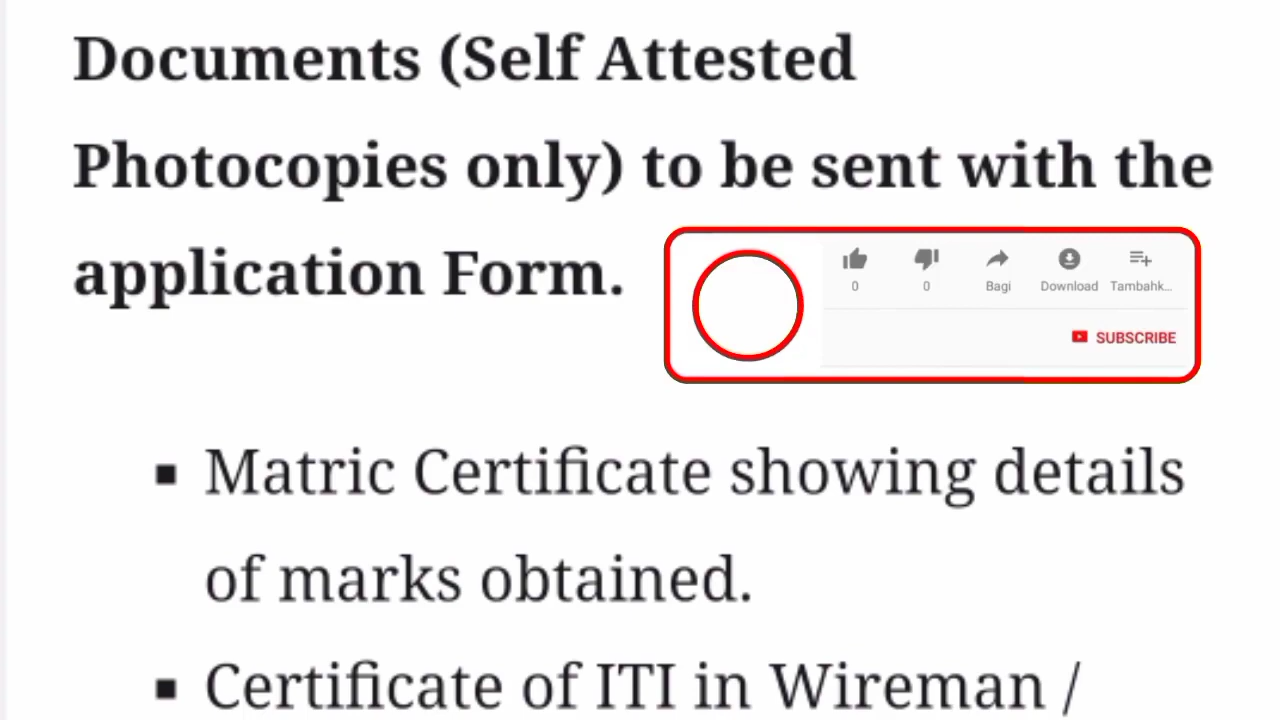 Documents (Self Attested
Photocopies only) to be sent with the
application Form.
0 0 Bagi Download Tambahk...
SUBSCRIBE
▪ Matric Certificate showing details
of marks obtained.
▪ Certificate of ITI in Wireman /